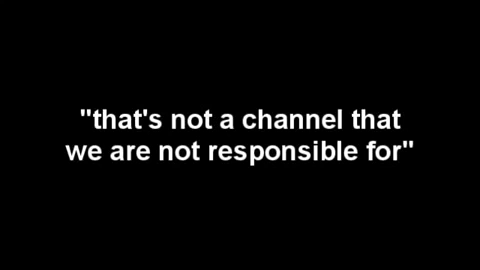 "that's not a channel that
we are not responsible for"